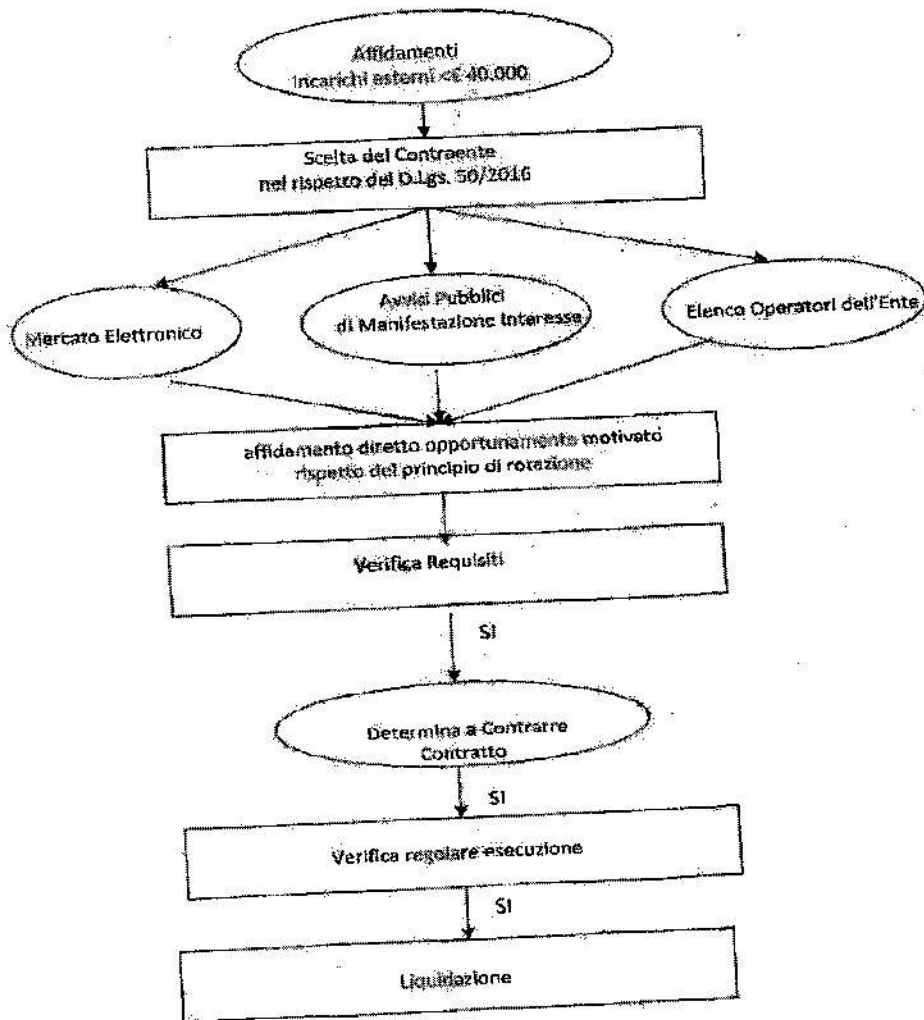 Affidamenti
Incarichi esterni <€ 40.000
Scelta del Contraente
nel rispetto del D.Lgs. 50/2016
Mercato Elettronico
Avvisi Pubblici
di Manifestazione Interesse
Elenco Operatori dell'Ente
affidamento diretto opportunamente motivato
rispetto del principio di rotazione
Verifica Requisiti
SI
Determina a Contrarre
Contratto
SI
Verifica regolare esecuzione
SI
Liquidazione